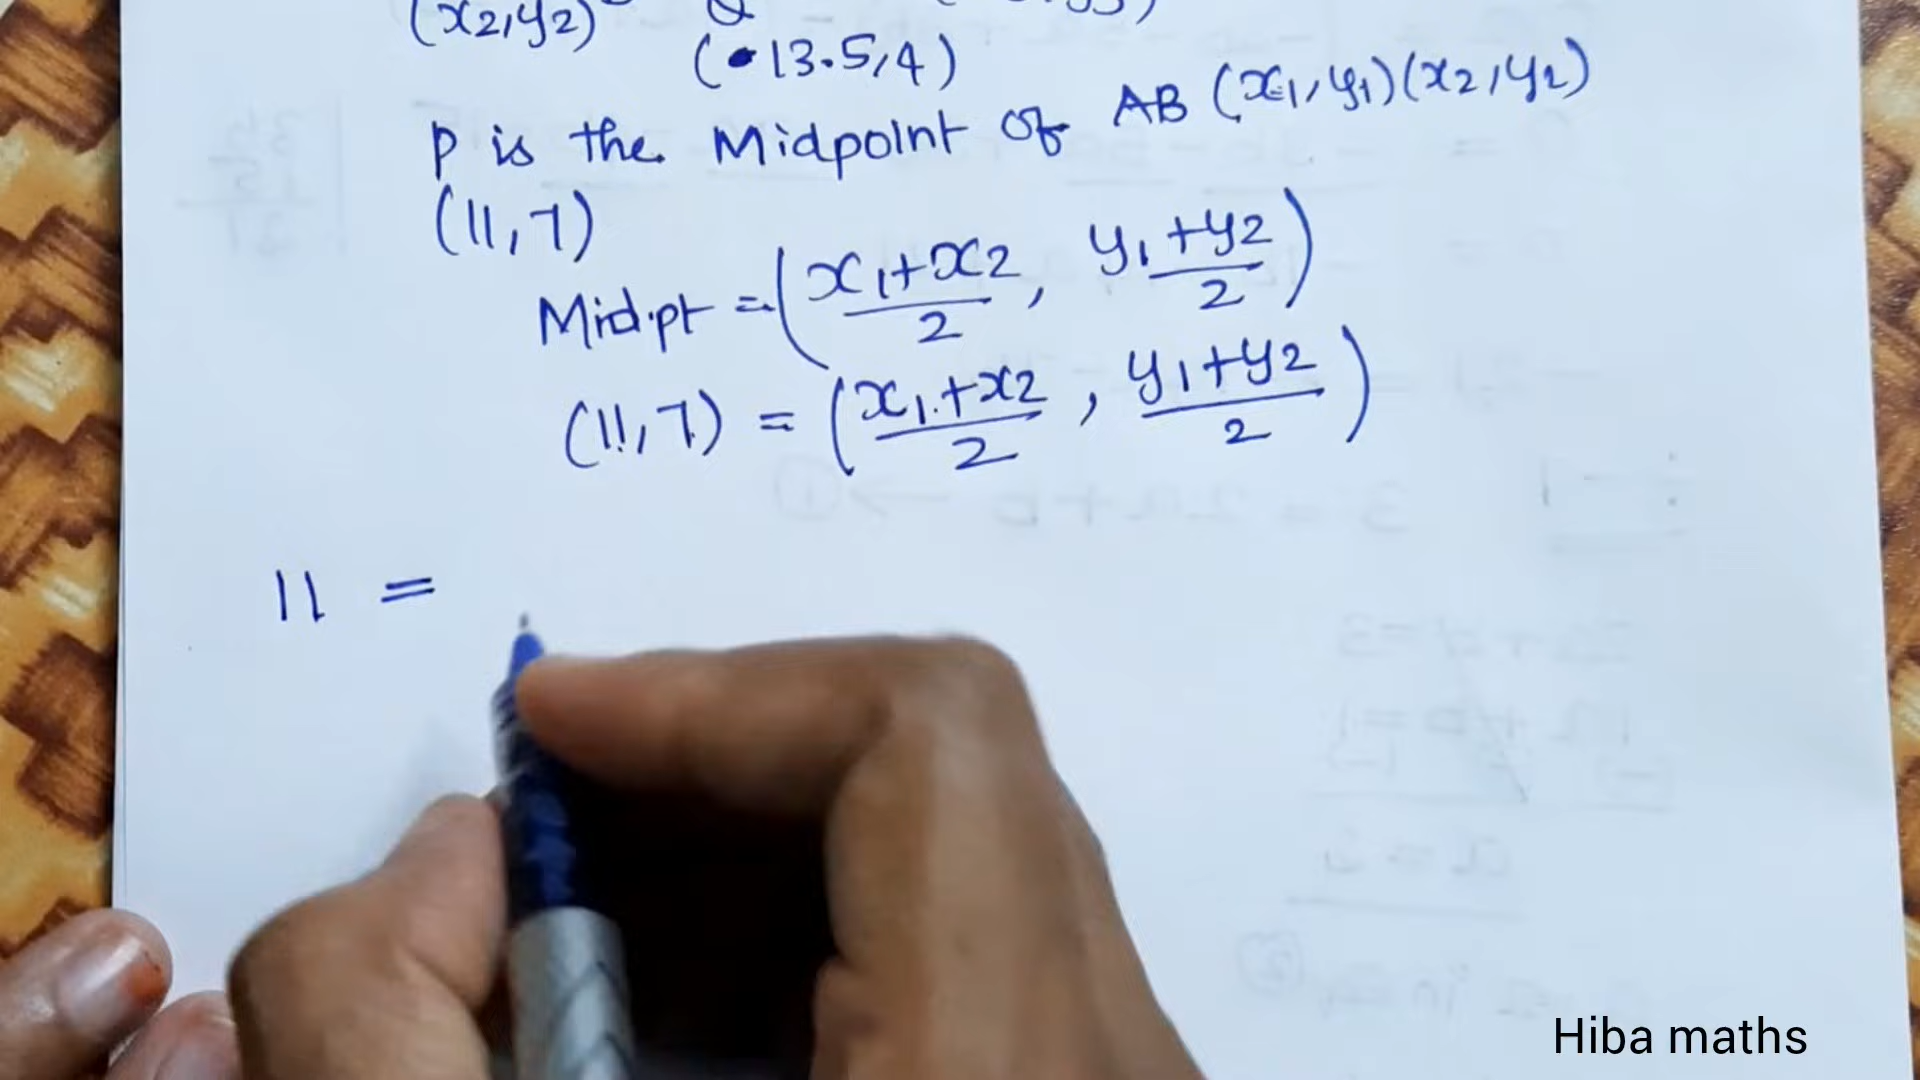 (x2,y2) Q
(13.5,4)
P is the Midpoint of AB (x1,y1)(x2,y2)
(11,7)
Mid.pt = (x1+x2/2, y1+y2/2)
(11,7) = (x1+x2/2, y1+y2/2)
11 =
Hiba maths